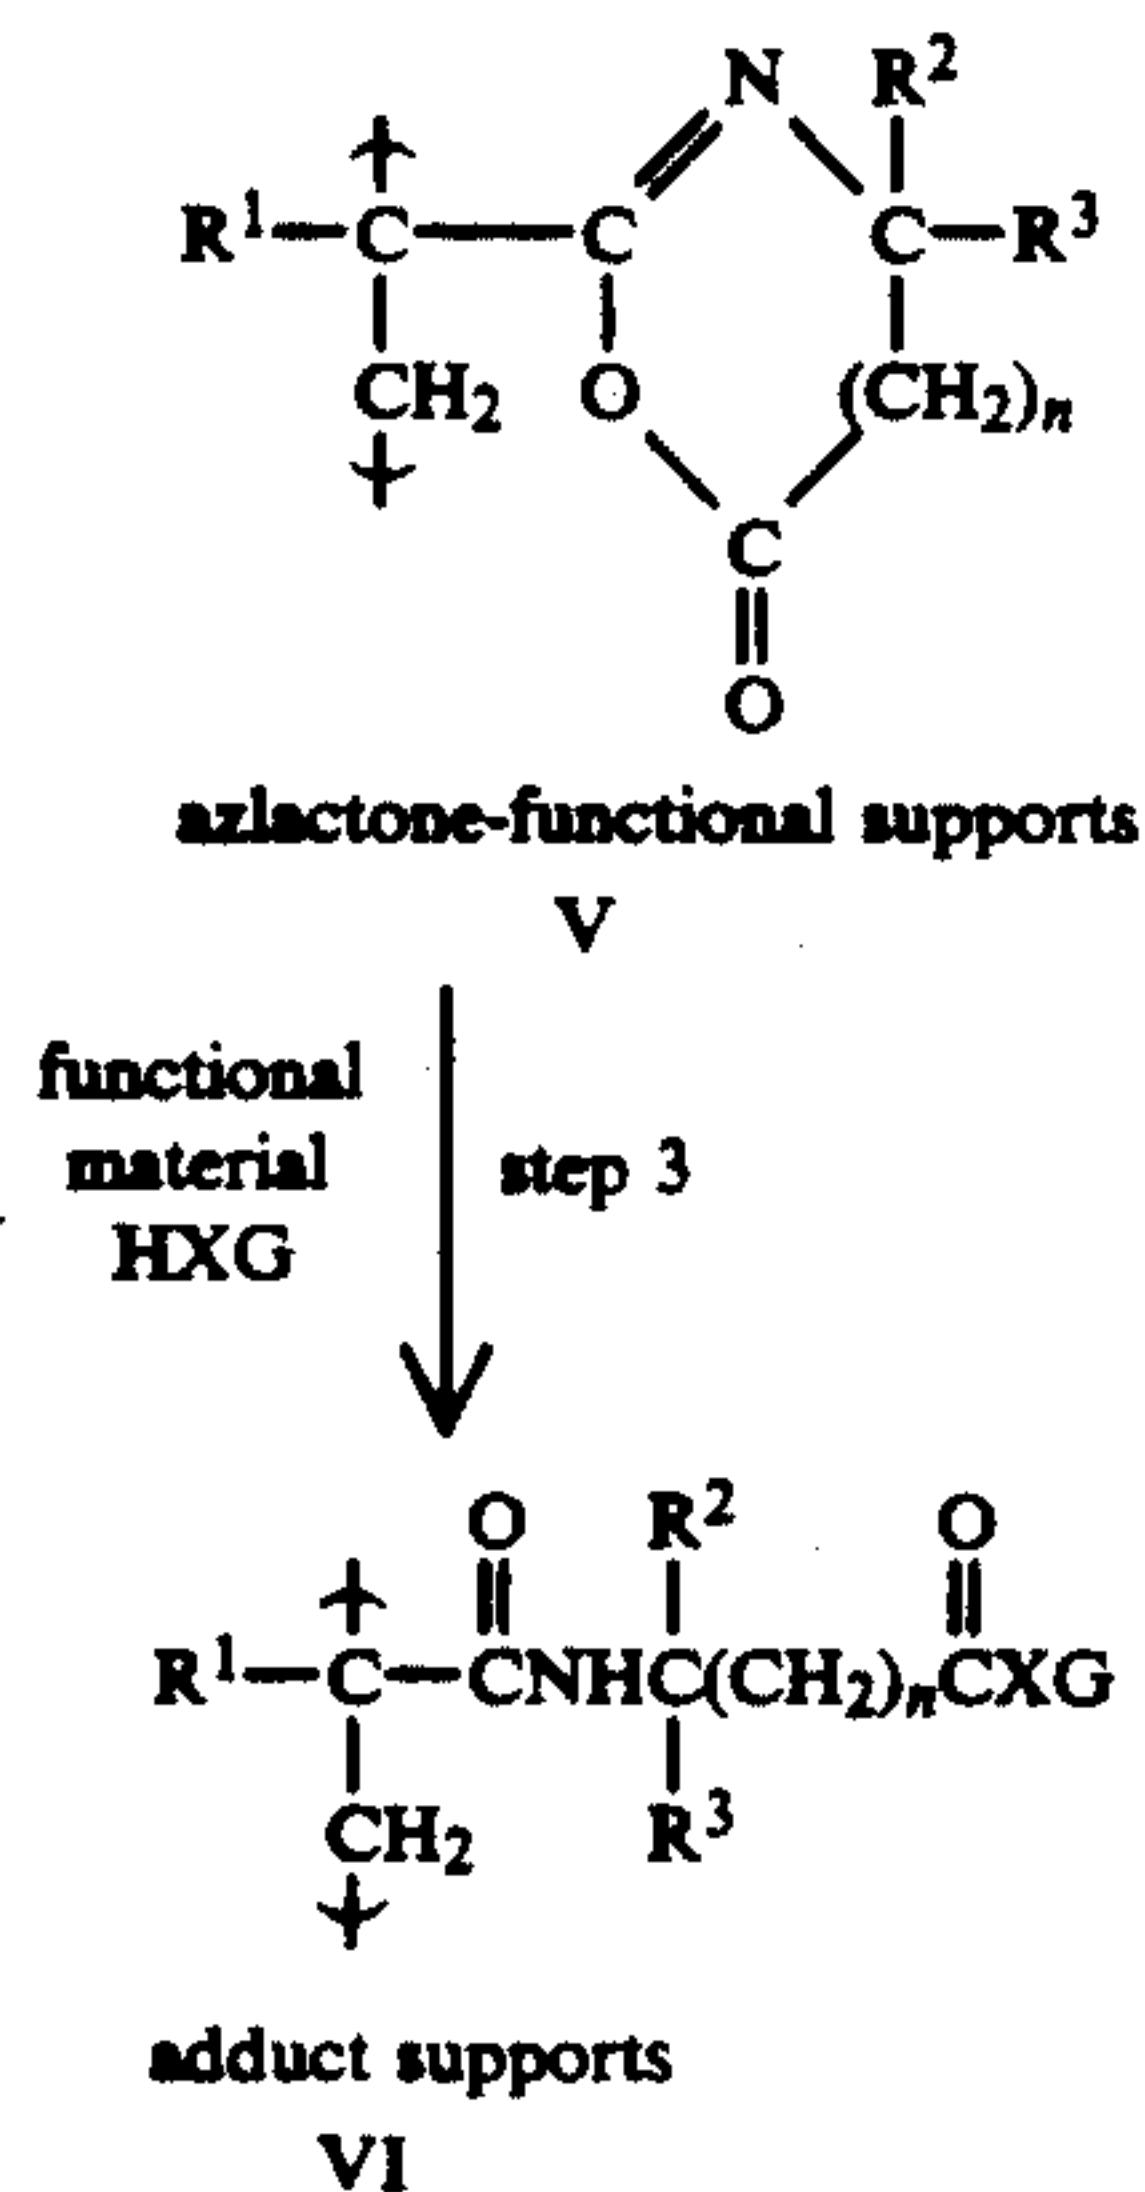 N R²
R¹—C—C C—R³
CH₂ O (CH₂)ₙ
C
O
azlactone-functional supports
V
functional
material step 3
HXG
O R² O
R¹—C—CNHC(CH₂)ₙCXG
CH₂ R³
adduct supports
VI